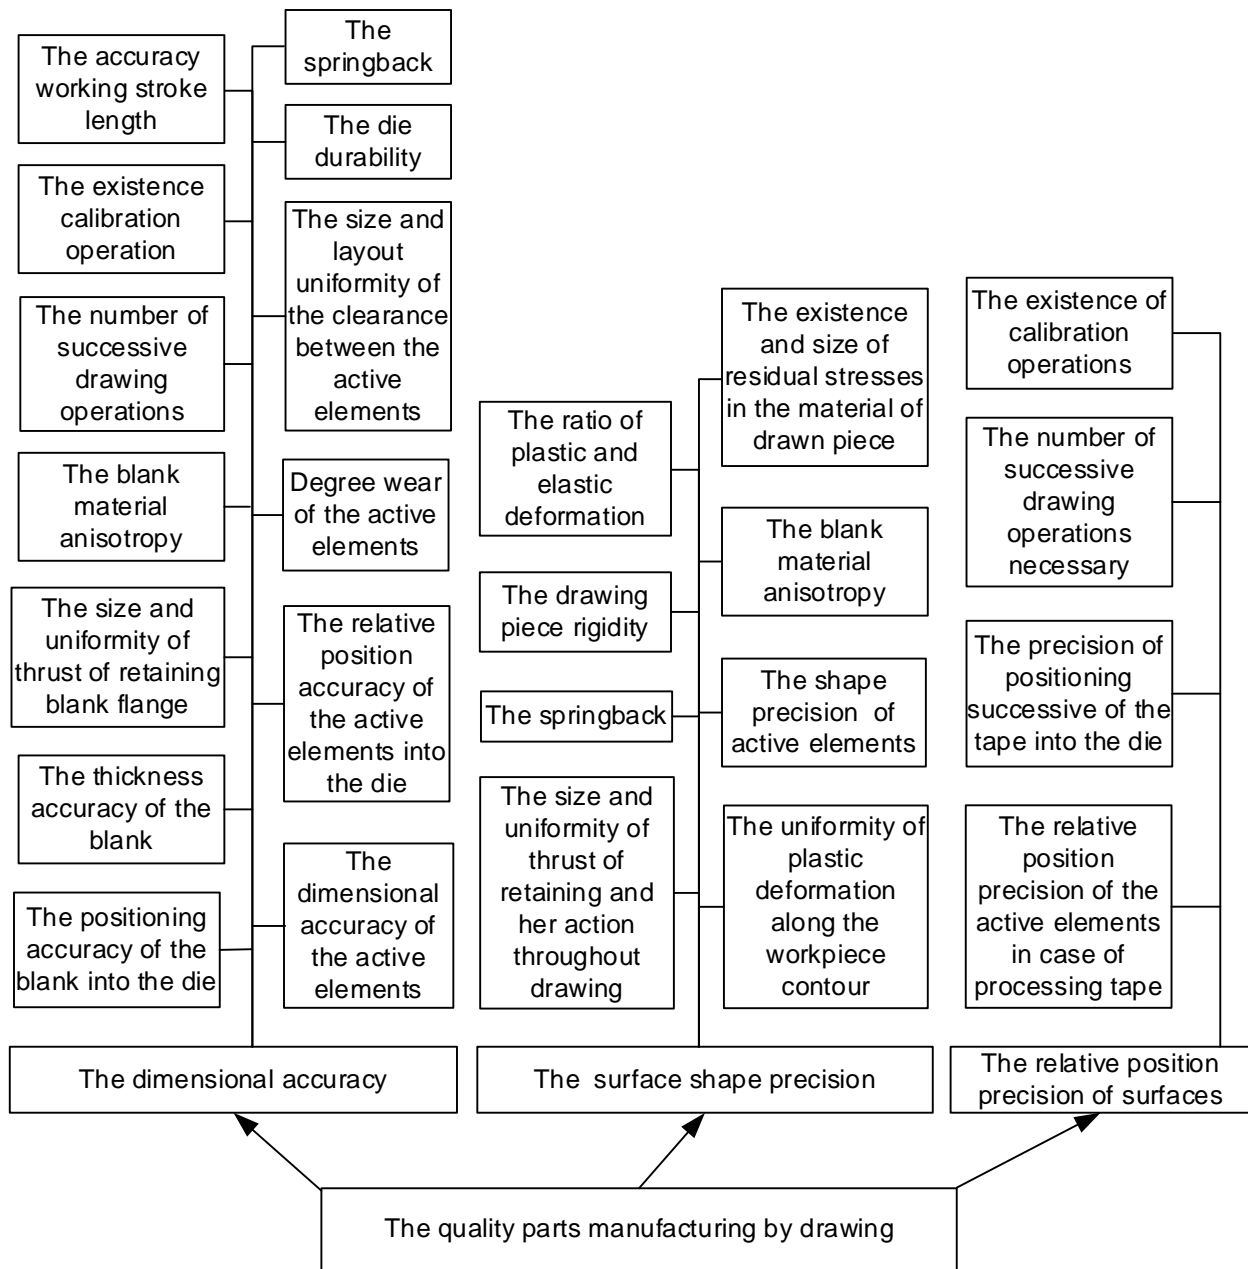 The accuracy
working stroke
length
The existence
calibration
operation
The number of
successive
drawing
operations
The blank
material
anisotropy
The size and
uniformity of
thrust of retaining
blank flange
The thickness
accuracy of the
blank
The positioning
accuracy of the
blank into the die
The
springback
The die
durability
The size and
layout
uniformity of
the clearance
between the
active
elements
Degree wear
of the active
elements
The relative
position
accuracy of
the active
elements into
the die
The
dimensional
accuracy of
the active
elements
The dimensional accuracy
The ratio of
plastic and
elastic
deformation
The drawing
piece rigidity
The springback
The size and
uniformity of
thrust of
retaining and
her action
throughout
drawing
The existence
and size of
residual stresses
in the material of
drawn piece
The blank
material
anisotropy
The shape
precision of
active elements
The uniformity of
plastic
deformation
along the
workpiece
contour
The surface shape precision
The existence of
calibration
operations
The number of
successive
drawing
operations
necessary
The precision of
positioning
successive of the
tape into the die
The relative
position
precision of the
active elements
in case of
processing tape
The relative position
precision of surfaces
The quality parts manufacturing by drawing